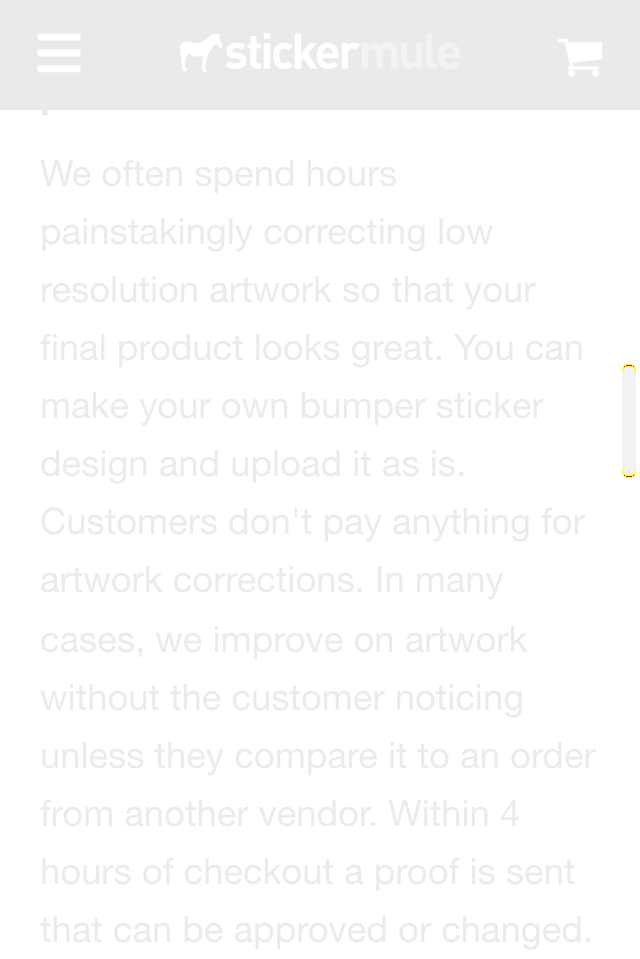 stickermule
We often spend hours
painstakingly correcting low
resolution artwork so that your
final product looks great. You can
make your own bumper sticker
design and upload it as is.
Customers don't pay anything for
artwork corrections. In many
cases, we improve on artwork
without the customer noticing
unless they compare it to an order
from another vendor. Within 4
hours of checkout a proof is sent
that can be approved or changed.